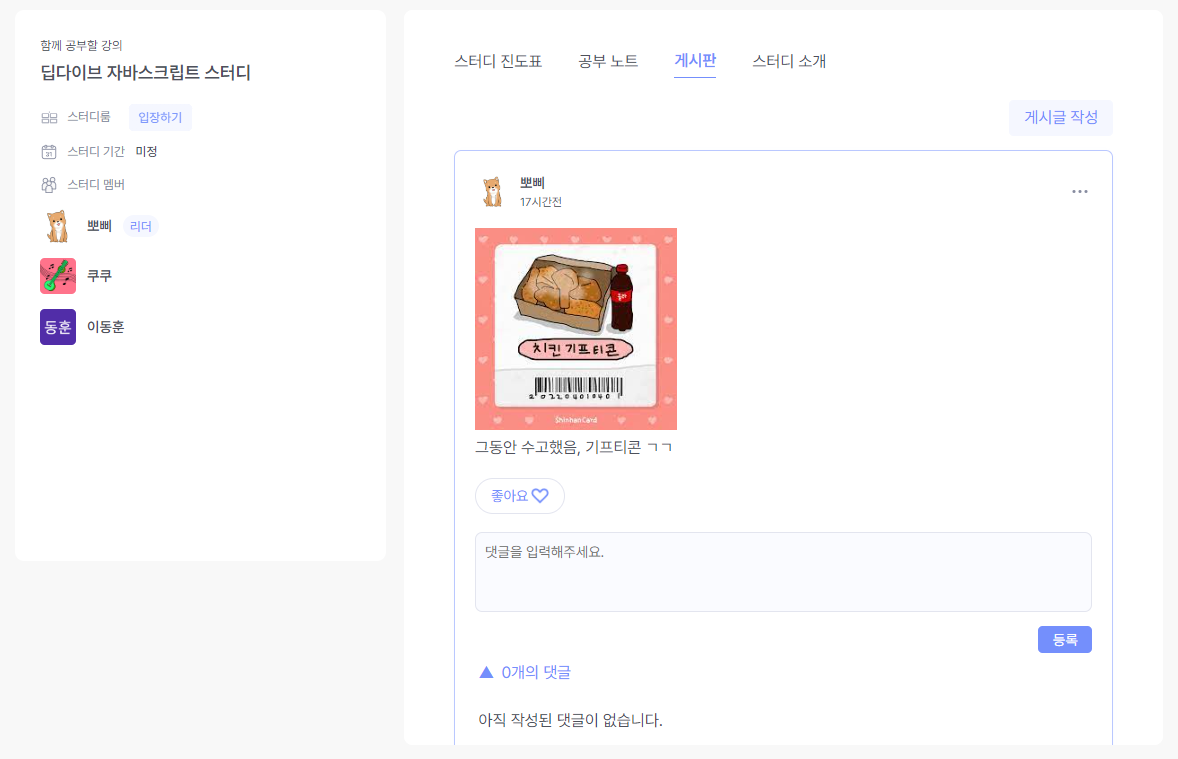 함께 공부할 강의
딥다이브 자바스크립트 스터디
스터디룸 입장하기
스터디 기간 미정
스터디 멤버
뽀삐 리더
쿠쿠
동훈 이동훈
스터디 진도표 공부 노트 게시판 스터디 소개
게시글 작성
뽀삐
17시간전
치킨 기프티콘
202204010401
ShinhanCard
그동안 수고했음, 기프티콘 ㄱㄱ
좋아요
댓글을 입력해주세요.
등록
▲ 0개의 댓글
아직 작성된 댓글이 없습니다.